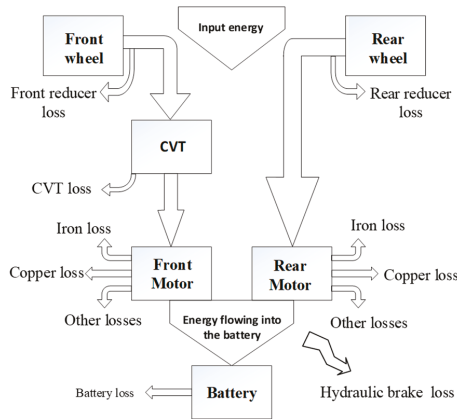 Front
wheel
Input energy
Rear
wheel
Front reducer
loss
Rear reducer
loss
CVT
CVT loss
Iron loss
Iron loss
Front
Motor
Rear
Motor
Copper loss
Copper loss
Other losses
Other losses
Energy flowing into
the battery
Battery loss
Battery
Hydraulic brake loss